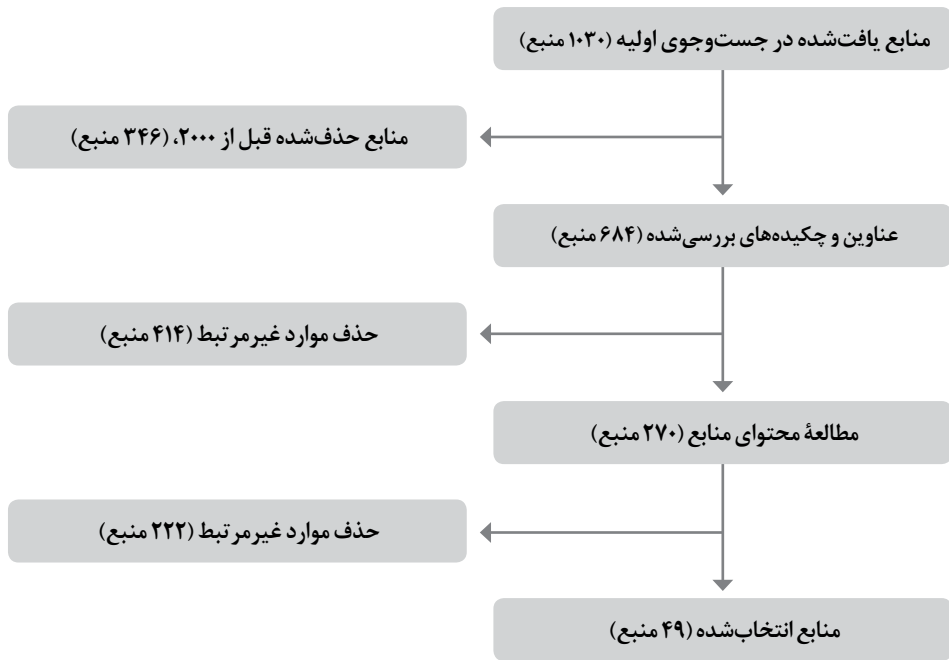 منابع یافت‌شده در جست‌وجوی اولیه (۱۰۳۰ منبع)
منابع حذف‌شده قبل از ۲۰۰۰، (۳۴۶ منبع)
عناوین و چکیده‌های بررسی‌شده (۶۸۴ منبع)
حذف موارد غیرمرتبط (۴۱۴ منبع)
مطالعهٔ محتوای منابع (۲۷۰ منبع)
حذف موارد غیرمرتبط (۲۲۲ منبع)
منابع انتخاب‌شده (۴۹ منبع)